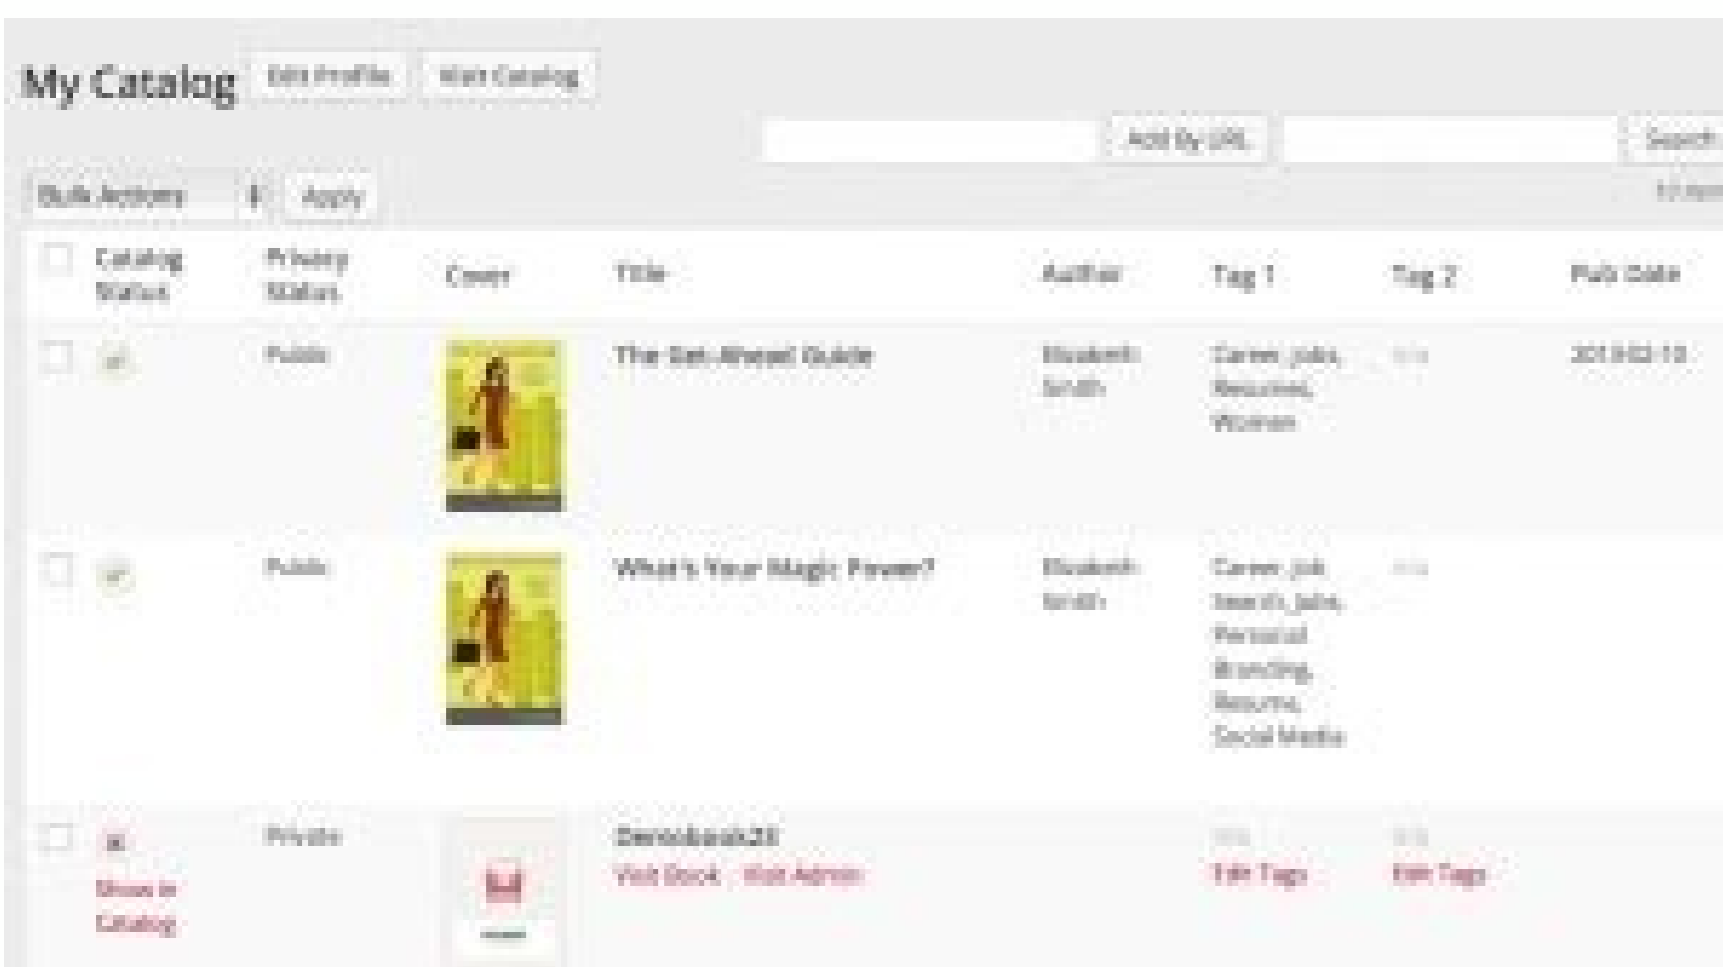 My Catalog Edit Profile Visit Catalog
Add By URL Search
Bulk Actions Apply
Catalog Status Privacy Status Cover Title Author Tag 1 Tag 2 Pub Date
Public The Get-Ahead Guide Elizabeth Career, Jobs, n/a
Smith Resumes,
Women
Public What's Your Magic Power? Elizabeth Career, Job n/a
Smith Search, Jobs,
Personal
Branding,
Resume,
Social Media
Private Demobook23 n/a n/a
Show in Visit Book Visit Admin Edit Tags Edit Tags
Catalog